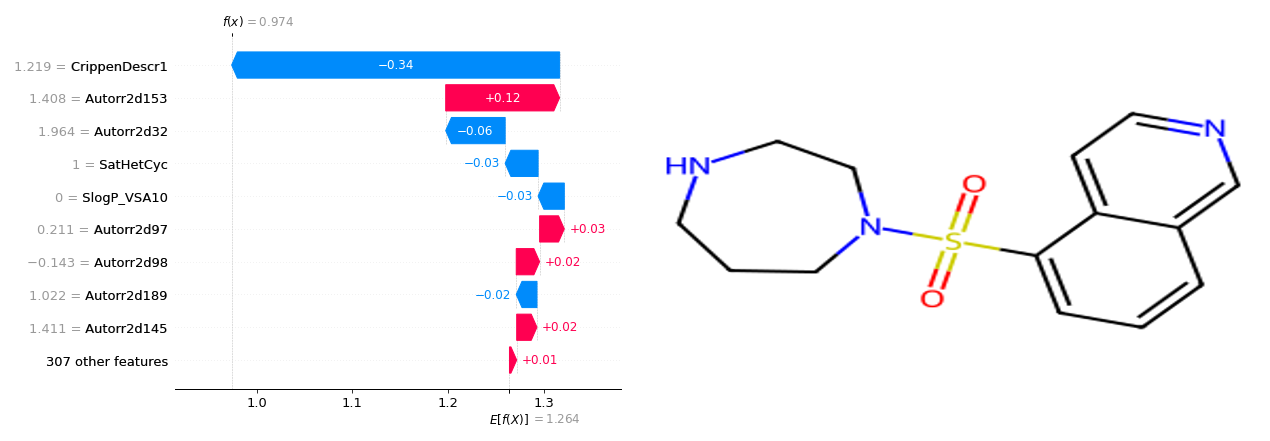 f(x) = 0.974
1.219 = CrippenDescr1 −0.34
1.408 = Autorr2d153 +0.12
1.964 = Autorr2d32 −0.06
1 = SatHetCyc −0.03
0 = SlogP_VSA10 −0.03
0.211 = Autorr2d97 +0.03
−0.143 = Autorr2d98 +0.02
1.022 = Autorr2d189 −0.02
1.411 = Autorr2d145 +0.02
307 other features +0.01
1.0 1.1 1.2 1.3
E[f(X)] = 1.264
N
HN
O
N
S
O